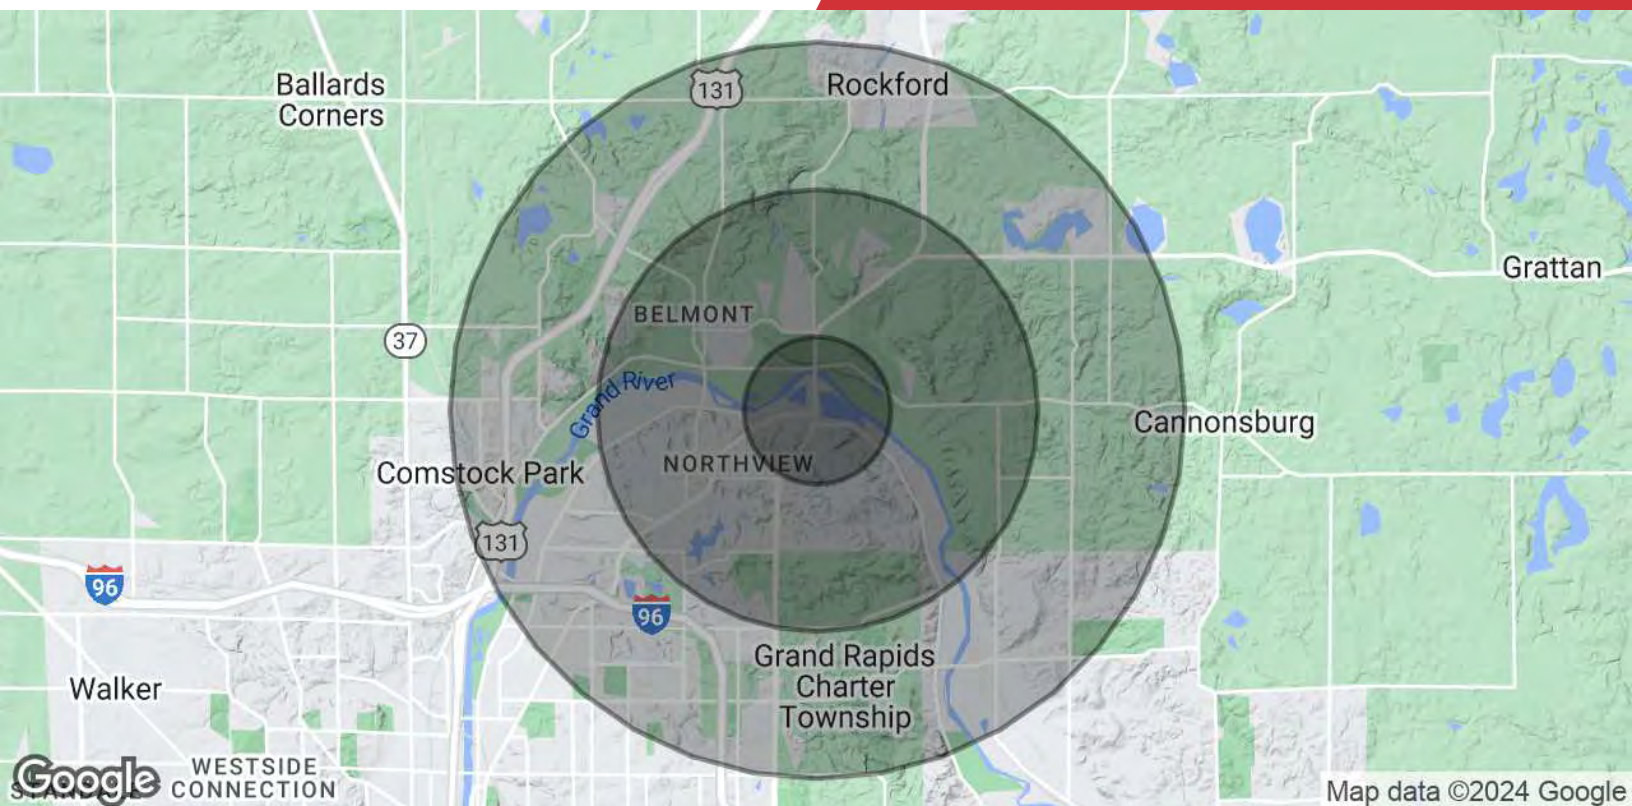 Ballards
Corners
131
Rockford
Grattan
BELMONT
37
Grand River
Cannonsburg
NORTHVIEW
Comstock Park
131
96
96
Grand Rapids
Charter
Township
Walker
WESTSIDE
CONNECTION
Google
Map data ©2024 Google